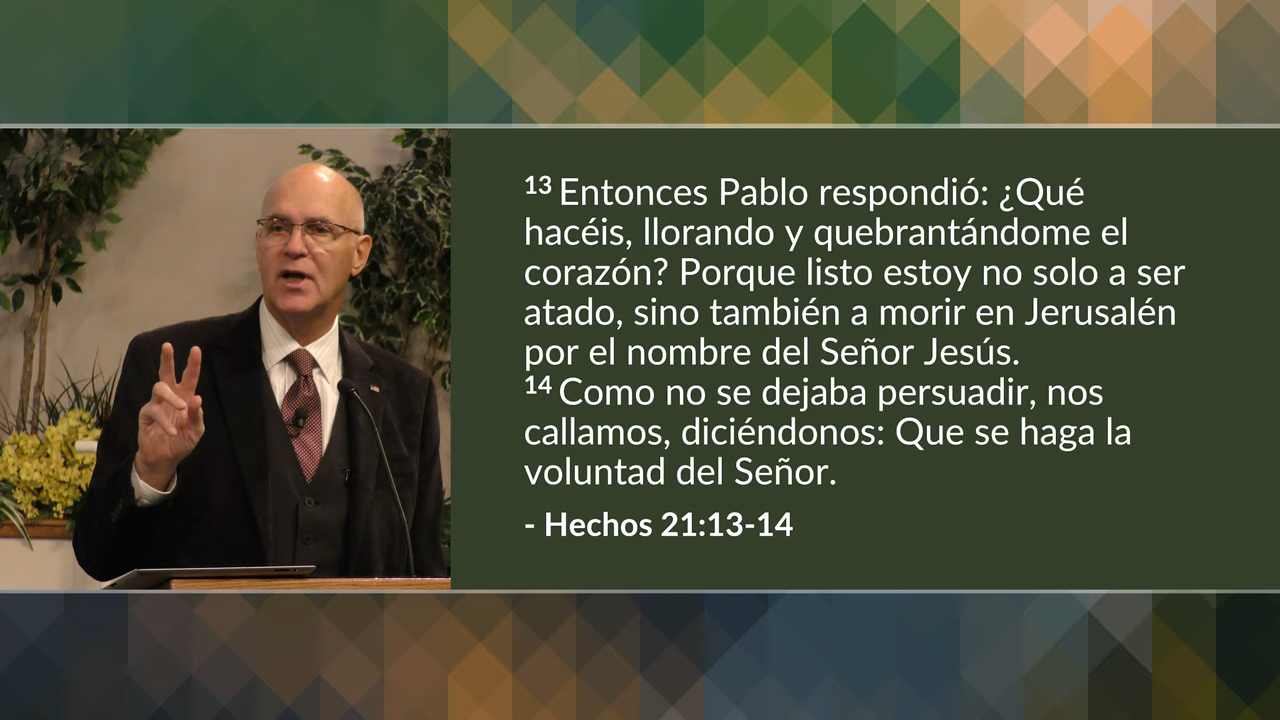 13 Entonces Pablo respondió: ¿Qué
hacéis, llorando y quebrantándome el
corazón? Porque listo estoy no solo a ser
atado, sino también a morir en Jerusalén
por el nombre del Señor Jesús.
14 Como no se dejaba persuadir, nos
callamos, diciéndonos: Que se haga la
voluntad del Señor.
- Hechos 21:13-14